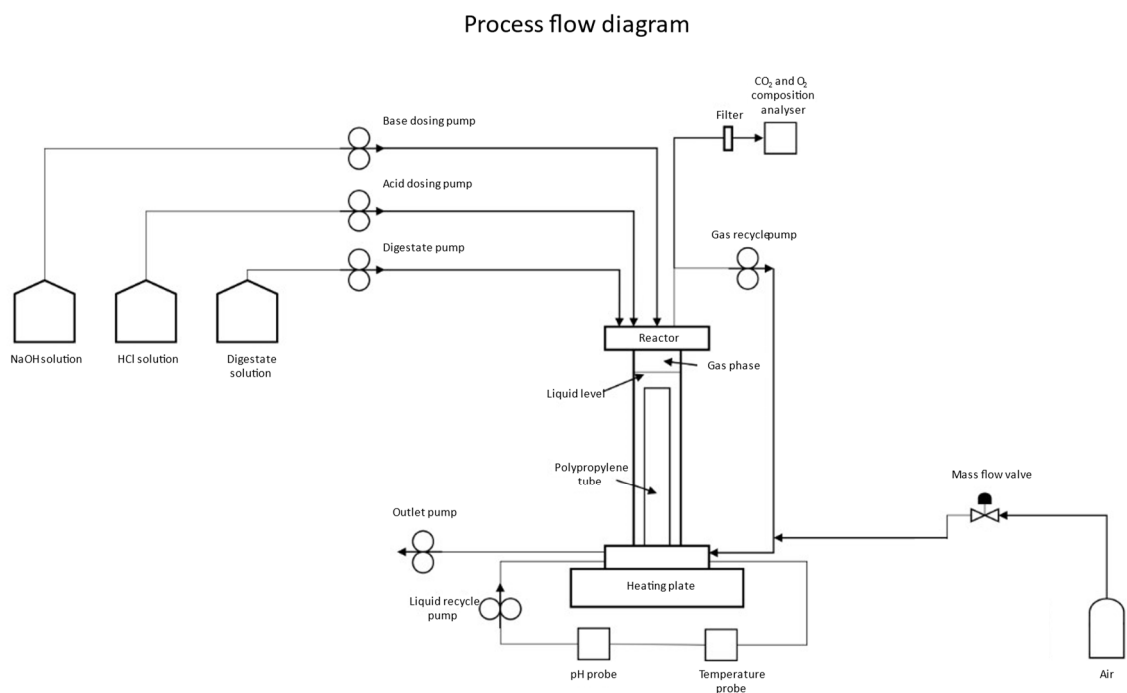 Process flow diagram
CO₂ and O₂
composition
analyser
Filter
Base dosing pump
Acid dosing pump
Gas recyclepump
Digestate pump
Reactor
NaOH solution
HCl solution
Digestate
solution
Gas phase
Liquid level
Polypropylene
tube
Mass flow valve
Outlet pump
Heating plate
Liquid recycle
pump
pH probe
Temperature
probe
Air